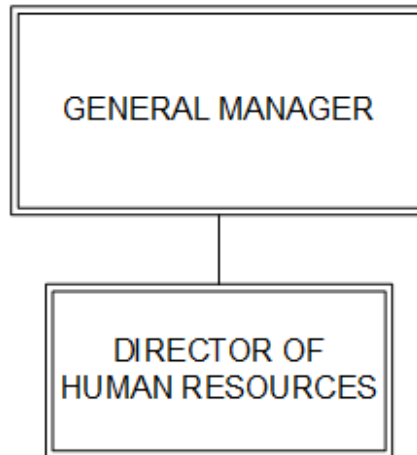 GENERAL MANAGER
DIRECTOR OF
HUMAN RESOURCES